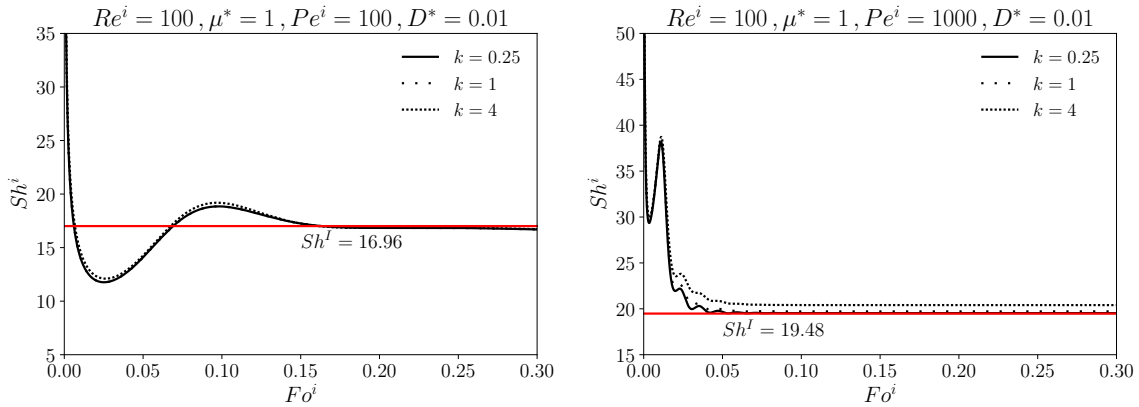 Re^i = 100 , μ* = 1 , Pe^i = 100 , D* = 0.01
35
30
25
20
15
10
5
Sh^i
k = 0.25
k = 1
k = 4
Sh^I = 16.96
0.00 0.05 0.10 0.15 0.20 0.25 0.30
Fo^i
Re^i = 100 , μ* = 1 , Pe^i = 1000 , D* = 0.01
50
45
40
35
30
25
20
15
Sh^i
k = 0.25
k = 1
k = 4
Sh^I = 19.48
0.00 0.05 0.10 0.15 0.20 0.25 0.30
Fo^i